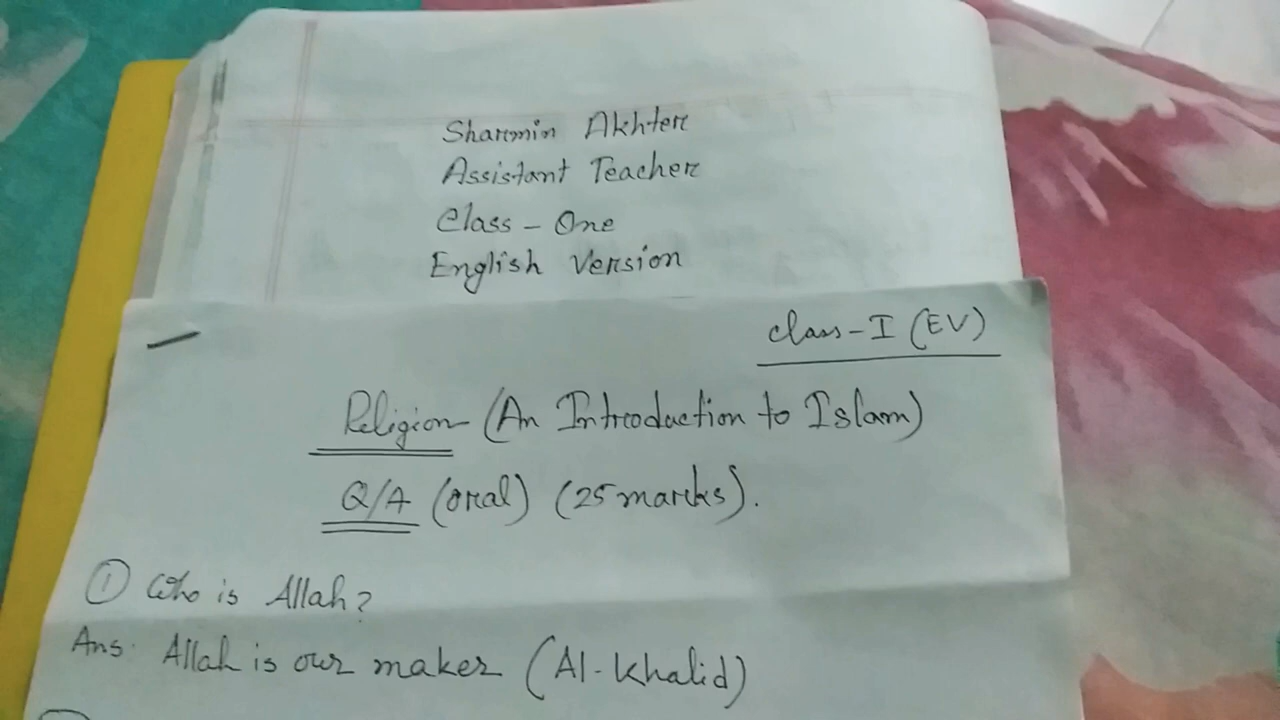 Sharmin Akhter
Assistant Teacher
Class - One
English Version
Class-I (EV)
Religion (An Introduction to Islam)
Q/A (oral) (25 marks).
① Who is Allah?
Ans. Allah is our maker (Al-Khalid)